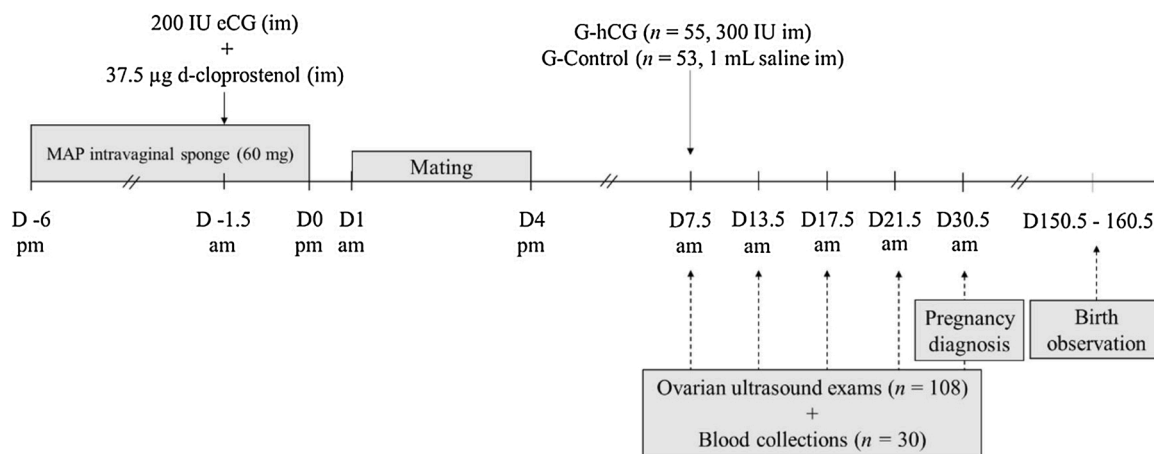 200 IU eCG (im)
+
37.5 µg d-cloprostenol (im)
G-hCG (n = 55, 300 IU im)
G-Control (n = 53, 1 mL saline im)
MAP intravaginal sponge (60 mg)
Mating
D -6
pm
D -1.5
am
D0
pm
D1
am
D4
pm
D7.5
am
D13.5
am
D17.5
am
D21.5
am
D30.5
am
D150.5 - 160.5
Pregnancy
diagnosis
Birth
observation
Ovarian ultrasound exams (n = 108)
+
Blood collections (n = 30)